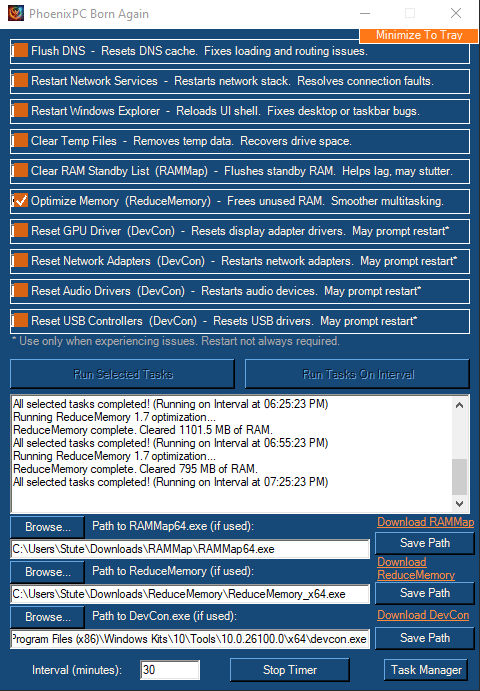 PhoenixPC Born Again
Minimize To Tray
Flush DNS - Resets DNS cache. Fixes loading and routing issues.
Restart Network Services - Restarts network stack. Resolves connection faults.
Restart Windows Explorer - Reloads UI shell. Fixes desktop or taskbar bugs.
Clear Temp Files - Removes temp data. Recovers drive space.
Clear RAM Standby List (RAMMap) - Flushes standby RAM. Helps lag, may stutter.
Optimize Memory (ReduceMemory) - Frees unused RAM. Smoother multitasking.
Reset GPU Driver (DevCon) - Resets display adapter drivers. May prompt restart*
Reset Network Adapters (DevCon) - Restarts network adapters. May prompt restart*
Reset Audio Drivers (DevCon) - Restarts audio devices. May prompt restart*
Reset USB Controllers (DevCon) - Resets USB drivers. May prompt restart*
* Use only when experiencing issues. Restart not always required.
Run Selected Tasks
Run Tasks On Interval
All selected tasks completed! (Running on Interval at 06:25:23 PM)
Running ReduceMemory 1.7 optimization...
ReduceMemory complete. Cleared 1101.5 MB of RAM.
All selected tasks completed! (Running on Interval at 06:55:23 PM)
Running ReduceMemory 1.7 optimization...
ReduceMemory complete. Cleared 795 MB of RAM.
All selected tasks completed! (Running on Interval at 07:25:23 PM)
Browse... Path to RAMMap64.exe (if used): Download RAMMap
C:\Users\Stute\Downloads\RAMMap\RAMMap64.exe Save Path
Browse... Path to ReduceMemory (if used): Download
ReduceMemory
C:\Users\Stute\Downloads\ReduceMemory\ReduceMemory_x64.exe Save Path
Browse... Path to DevCon.exe (if used): Download DevCon
Program Files (x86)\Windows Kits\10\Tools\10.0.26100.0\x64\devcon.exe Save Path
Interval (minutes): 30 Stop Timer Task Manager